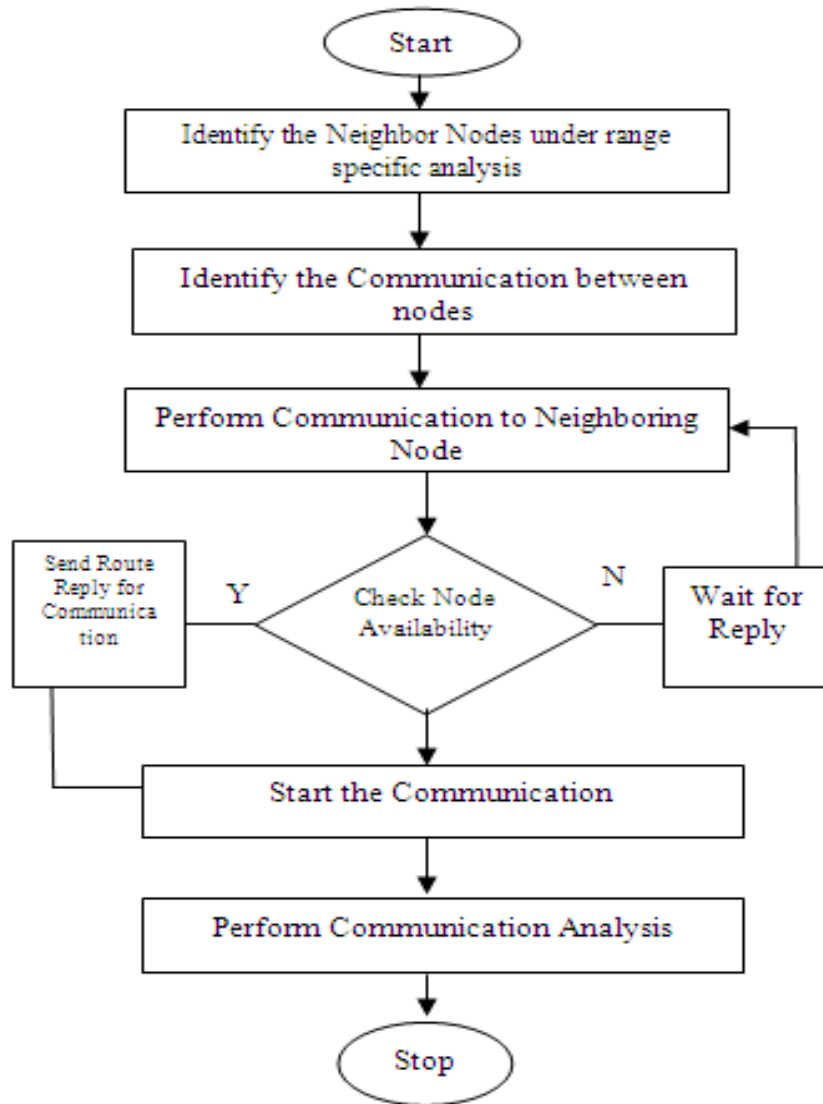 Start
Identify the Neighbor Nodes under range
specific analysis
Identify the Communication between
nodes
Perform Communication to Neighboring
Node
Send Route
Reply for
Communica
tion
Y
Check Node
Availability
N
Wait for
Reply
Start the Communication
Perform Communication Analysis
Stop